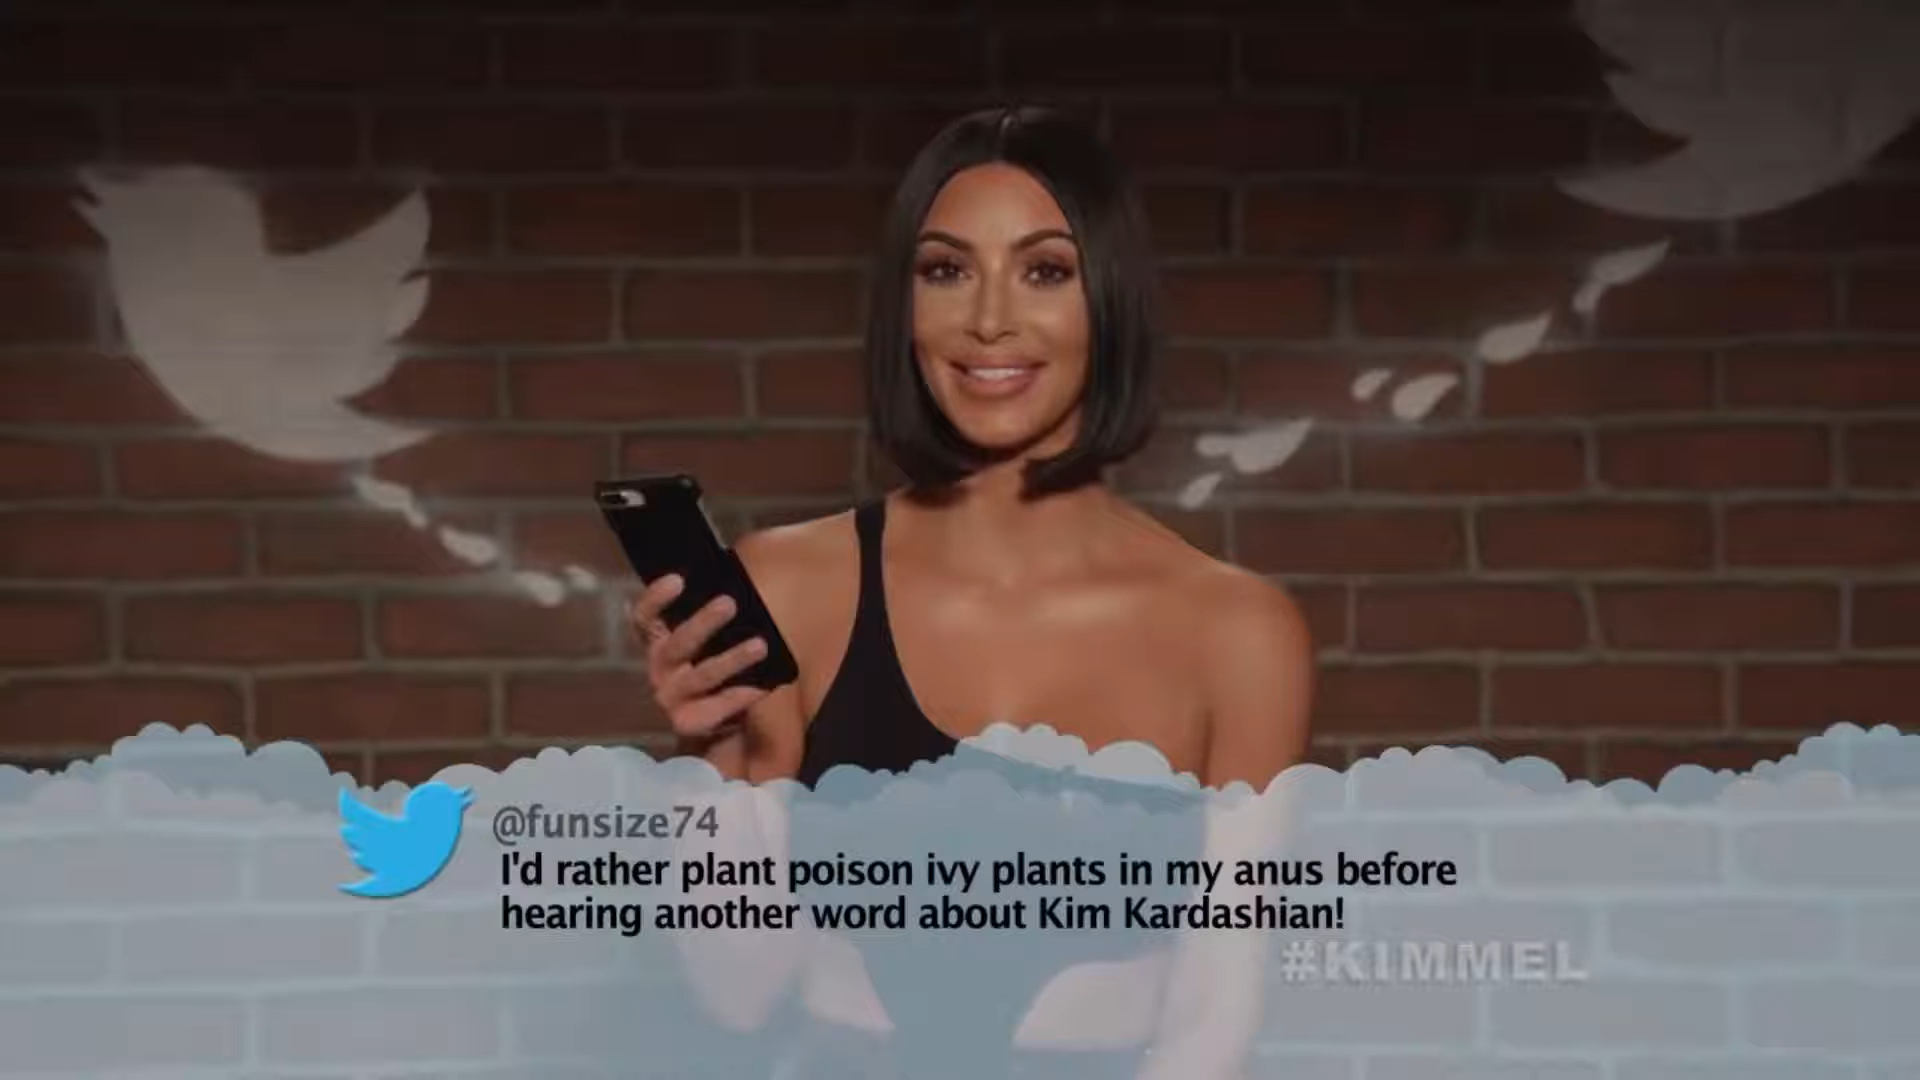 @funsize74
I'd rather plant poison ivy plants in my anus before
hearing another word about Kim Kardashian!
#KIMMEL